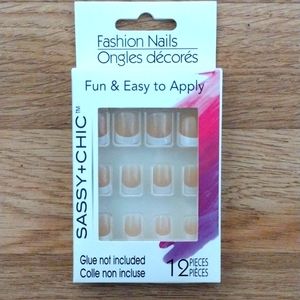 Fashion Nails
Ongles décorés
Fun & Easy to Apply
SASSY+CHIC™
Glue not included
Colle non incluse
12 PIECES
PIÈCES